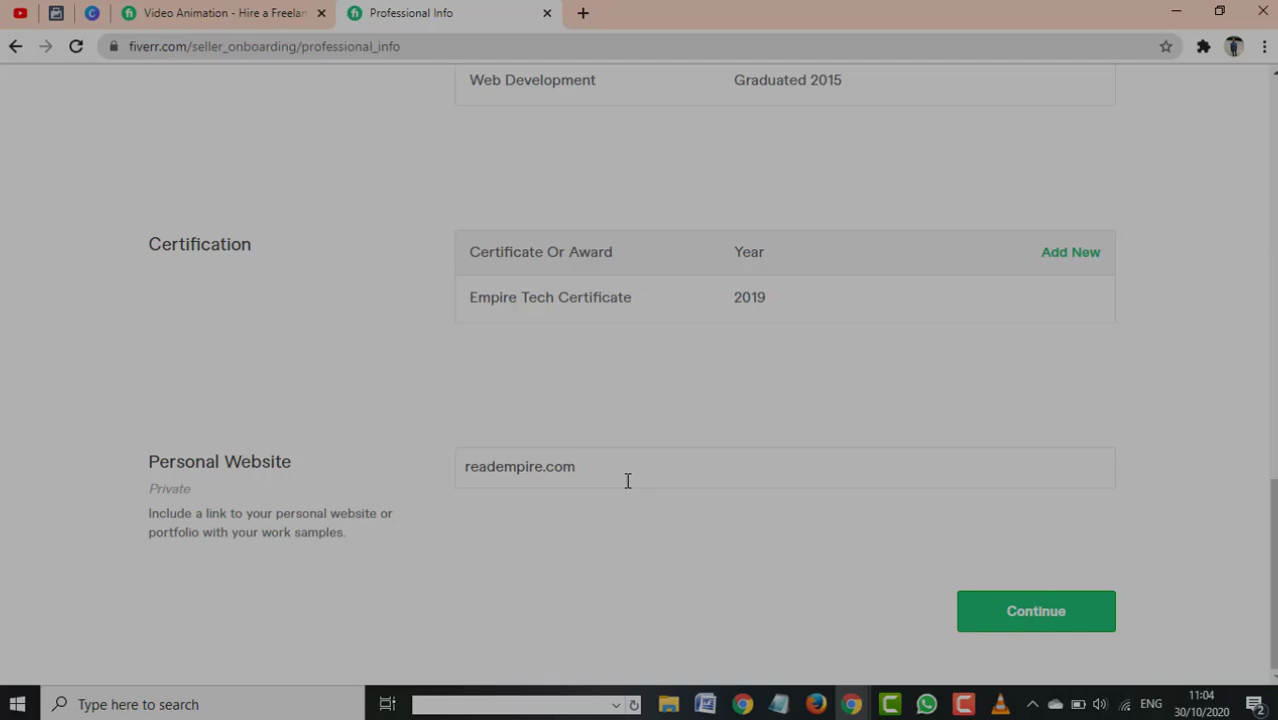 Video Animation - Hire a Freelan
Professional Info
fiverr.com/seller_onboarding/professional_info
Web Development Graduated 2015
Certification
Certificate Or Award Year Add New
Empire Tech Certificate 2019
Personal Website
readempire.com
Private
Include a link to your personal website or
portfolio with your work samples.
Continue
Type here to search
ENG
11:04
30/10/2020
2